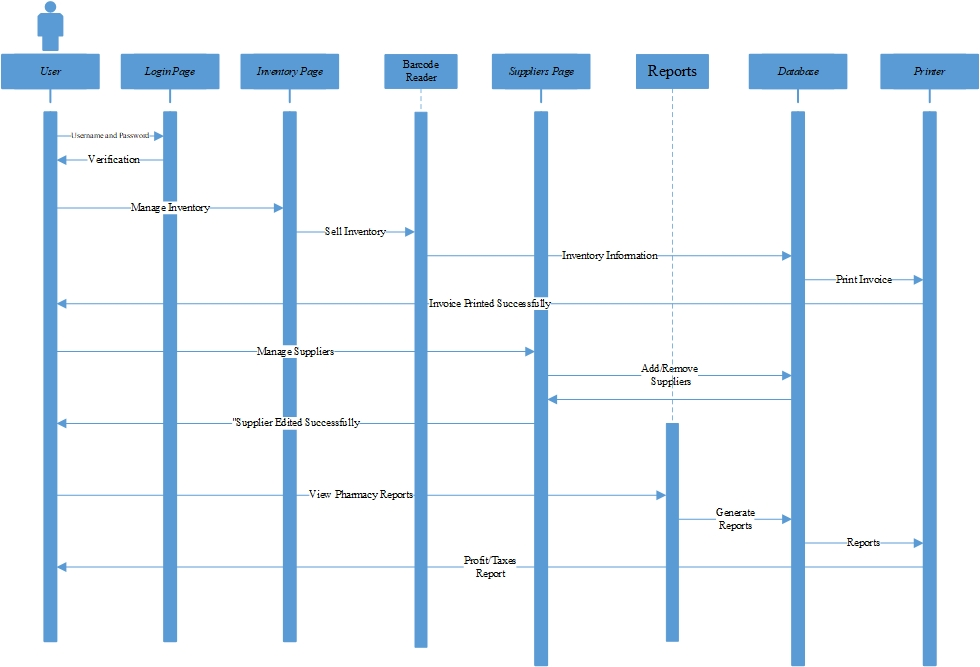 User
Login Page
Inventory Page
Barcode
Reader
Suppliers Page
Reports
Database
Printer
Username and Password
Verification
Manage Inventory
Sell Inventory
Inventory Information
Print Invoice
Invoice Printed Successfully
Manage Suppliers
Add/Remove
Suppliers
"Supplier Edited Successfully
View Pharmacy Reports
Generate
Reports
Reports
Profit/Taxes
Report